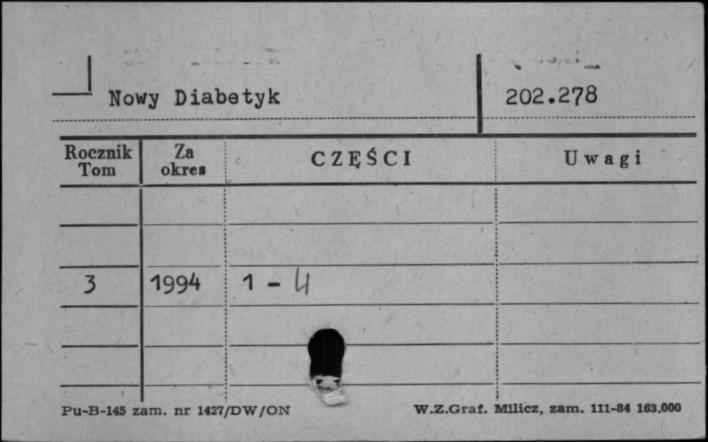 Nowy Diabetyk 202.278
Rocznik Tom Za okres CZĘŚCI Uwagi
3 1994 1 - 4
Pu-B-145 zam. nr 1427/DW/ON W.Z.Graf. Milicz, zam. 111-84 163.000